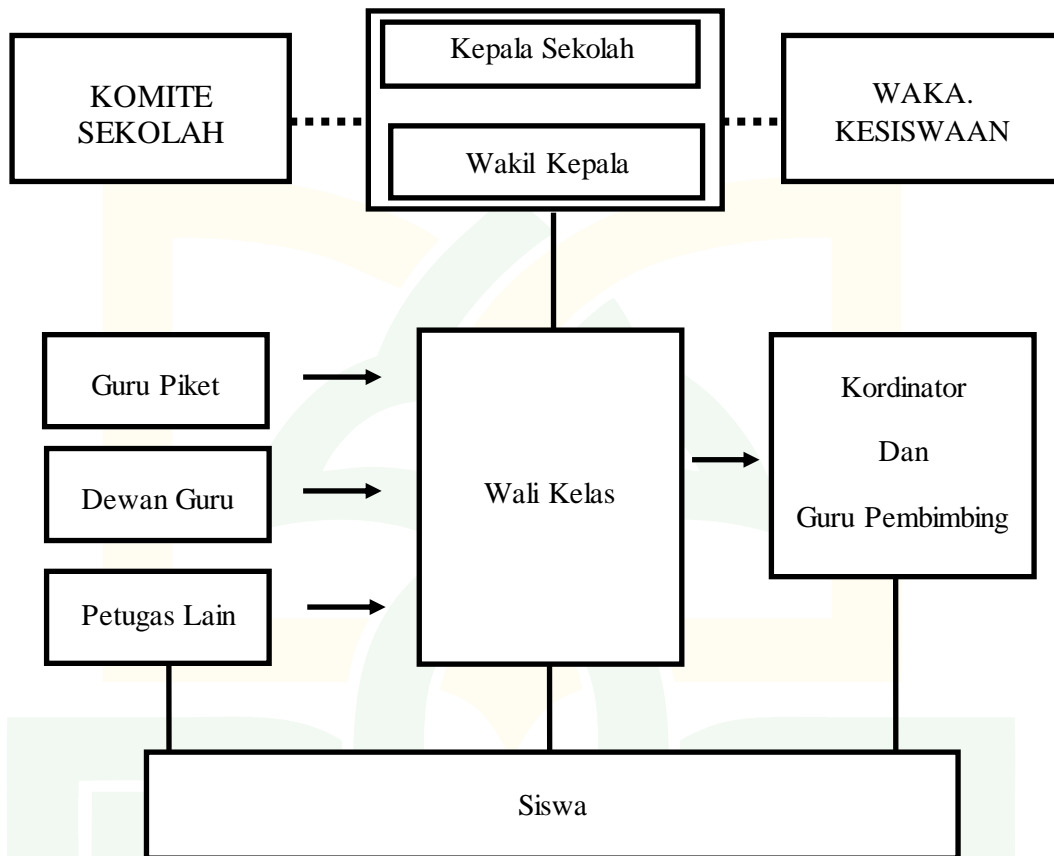 KOMITE
SEKOLAH
Kepala Sekolah
Wakil Kepala
WAKA.
KESISWAAN
Guru Piket
Dewan Guru
Petugas Lain
Wali Kelas
Kordinator
Dan
Guru Pembimbing
Siswa